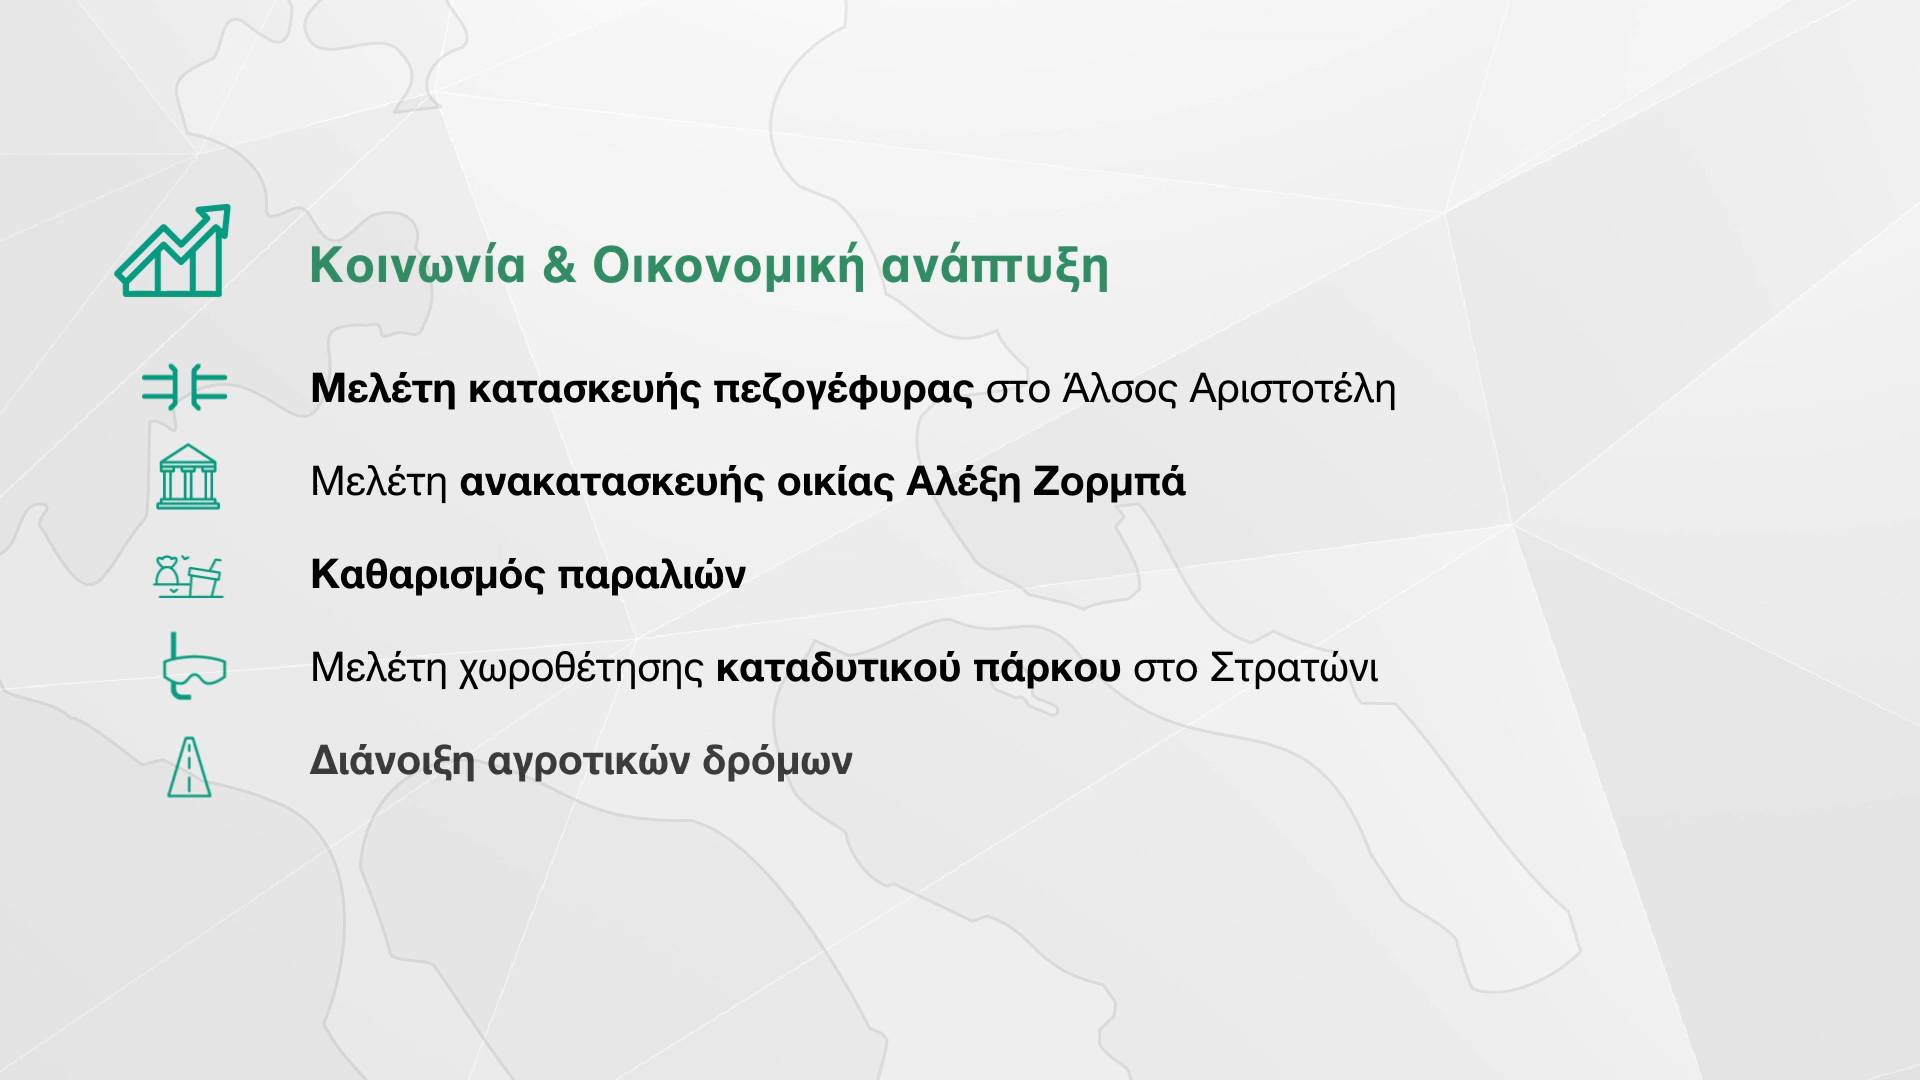 Κοινωνία & Οικονομική ανάπτυξη
Μελέτη κατασκευής πεζογέφυρας στο Άλσος Αριστοτέλη
Μελέτη ανακατασκευής οικίας Αλέξη Ζορμπά
Καθαρισμός παραλιών
Μελέτη χωροθέτησης καταδυτικού πάρκου στο Στρατώνι
Διάνοιξη αγροτικών δρόμων